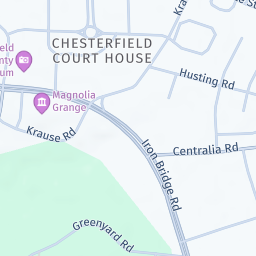 CHESTERFIELD
COURT HOUSE
Husting Rd
Magnolia
Grange
Krause Rd
Iron Bridge Rd
Centralia Rd
Greenyard Rd